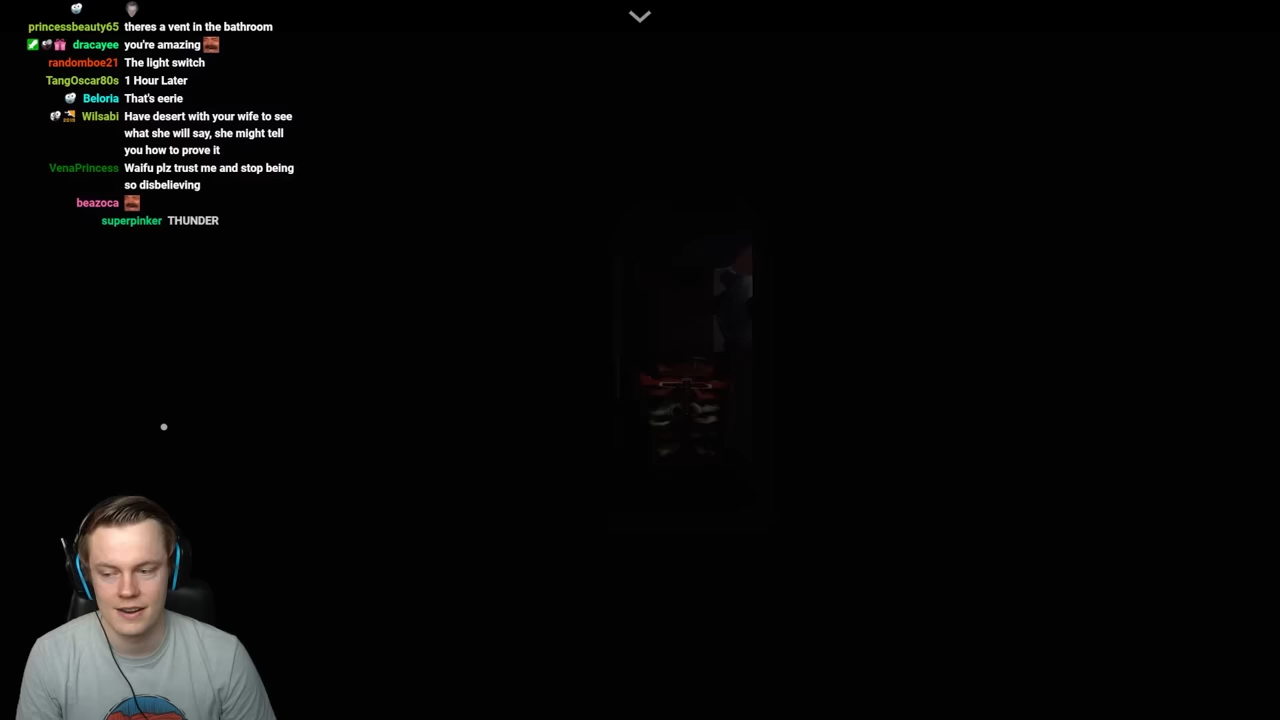 princessbeauty65 theres a vent in the bathroom
dracayee you're amazing
randomboe21 The light switch
TangOscar80s 1 Hour Later
Beloria That's eerie
Wilsabi Have desert with your wife to see
what she will say, she might tell
you how to prove it
VenaPrincess Waifu plz trust me and stop being
so disbelieving
beazoca
superpinker THUNDER